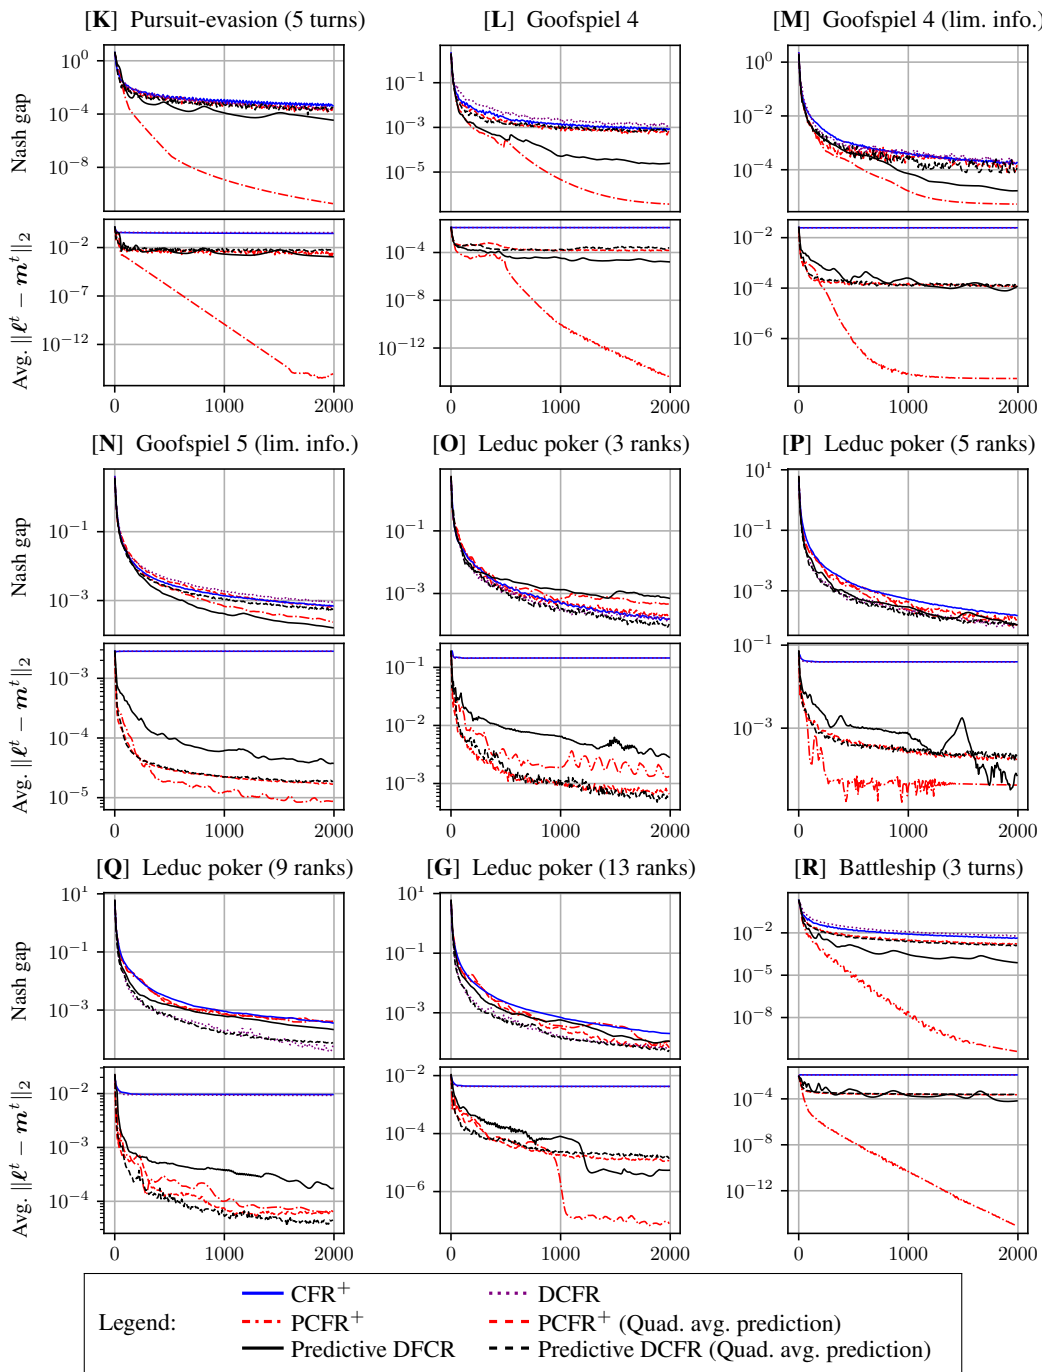 [K] Pursuit-evasion (5 turns)
[L] Goofspiel 4
[M] Goofspiel 4 (lim. info.)
Nash gap
10^0
10^−4
10^−8
10^−1
10^−3
10^−5
10^0
10^−2
10^−4
Avg. ‖ℓ^t − m^t‖_2
10^−2
10^−7
10^−12
10^−4
10^−8
10^−12
10^−2
10^−4
10^−6
0 1000 2000
0 1000 2000
0 1000 2000
[N] Goofspiel 5 (lim. info.)
[O] Leduc poker (3 ranks)
[P] Leduc poker (5 ranks)
Nash gap
10^−1
10^−3
10^−1
10^−3
10^1
10^−1
10^−3
Avg. ‖ℓ^t − m^t‖_2
10^−3
10^−4
10^−5
10^−1
10^−2
10^−3
10^−1
10^−3
0 1000 2000
0 1000 2000
0 1000 2000
[Q] Leduc poker (9 ranks)
[G] Leduc poker (13 ranks)
[R] Battleship (3 turns)
Nash gap
10^1
10^−1
10^−3
10^1
10^−1
10^−3
10^−2
10^−5
10^−8
Avg. ‖ℓ^t − m^t‖_2
10^−2
10^−3
10^−4
10^−2
10^−4
10^−6
10^−4
10^−8
10^−12
0 1000 2000
0 1000 2000
0 1000 2000
Legend:
CFR^+
DCFR
PCFR^+
PCFR^+ (Quad. avg. prediction)
Predictive DFCR
Predictive DCFR (Quad. avg. prediction)